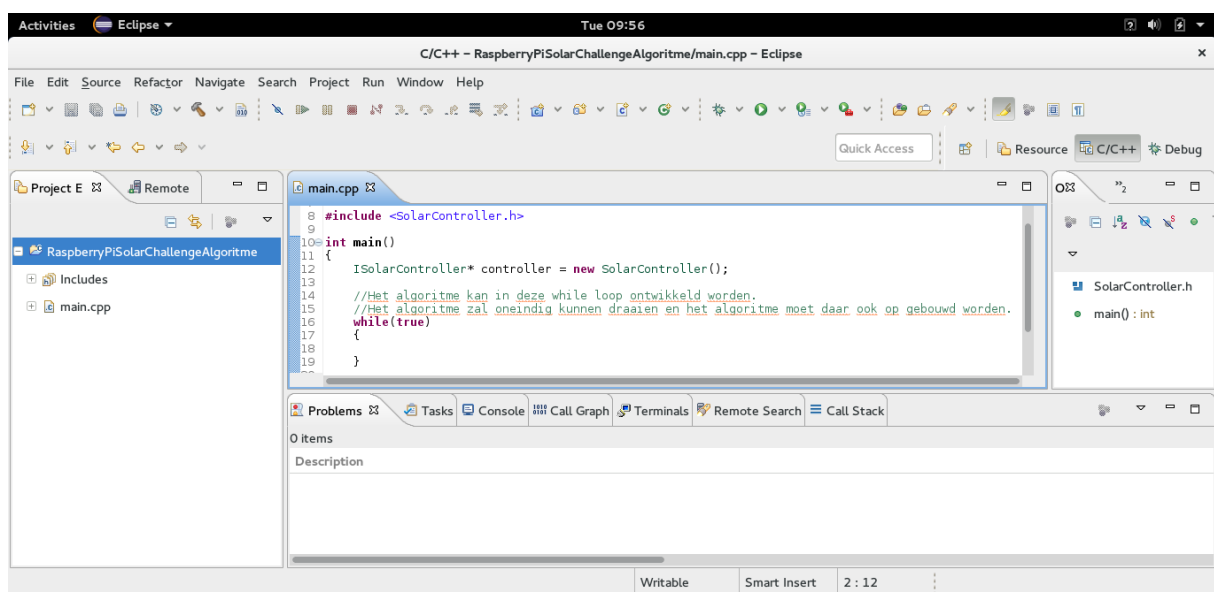 Activities Eclipse Tue 09:56
C/C++ – RaspberryPiSolarChallengeAlgoritme/main.cpp – Eclipse
File Edit Source Refactor Navigate Search Project Run Window Help
Quick Access Resource C/C++ Debug
Project E Remote
RaspberryPiSolarChallengeAlgoritme
Includes
main.cpp
main.cpp
8 #include <SolarController.h>
9
10 int main()
11 {
12 ISolarController* controller = new SolarController();
13
14 //Het algoritme kan in deze while loop ontwikkeld worden.
15 //Het algoritme zal oneindig kunnen draaien en het algoritme moet daar ook op gebouwd worden.
16 while(true)
17 {
18
19 }
O
SolarController.h
main() : int
Problems Tasks Console Call Graph Terminals Remote Search Call Stack
0 items
Description
Writable Smart Insert 2 : 12